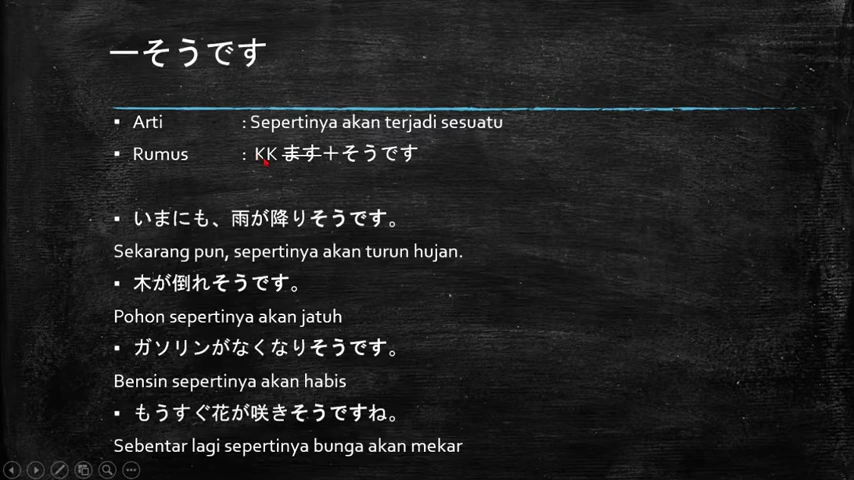 ーそうです
▪ Arti : Sepertinya akan terjadi sesuatu
▪ Rumus : KK ます＋そうです
▪ いまにも、雨が降りそうです。
Sekarang pun, sepertinya akan turun hujan.
▪ 木が倒れそうです。
Pohon sepertinya akan jatuh
▪ ガソリンがなくなりそうです。
Bensin sepertinya akan habis
▪ もうすぐ花が咲きそうですね。
Sebentar lagi sepertinya bunga akan mekar